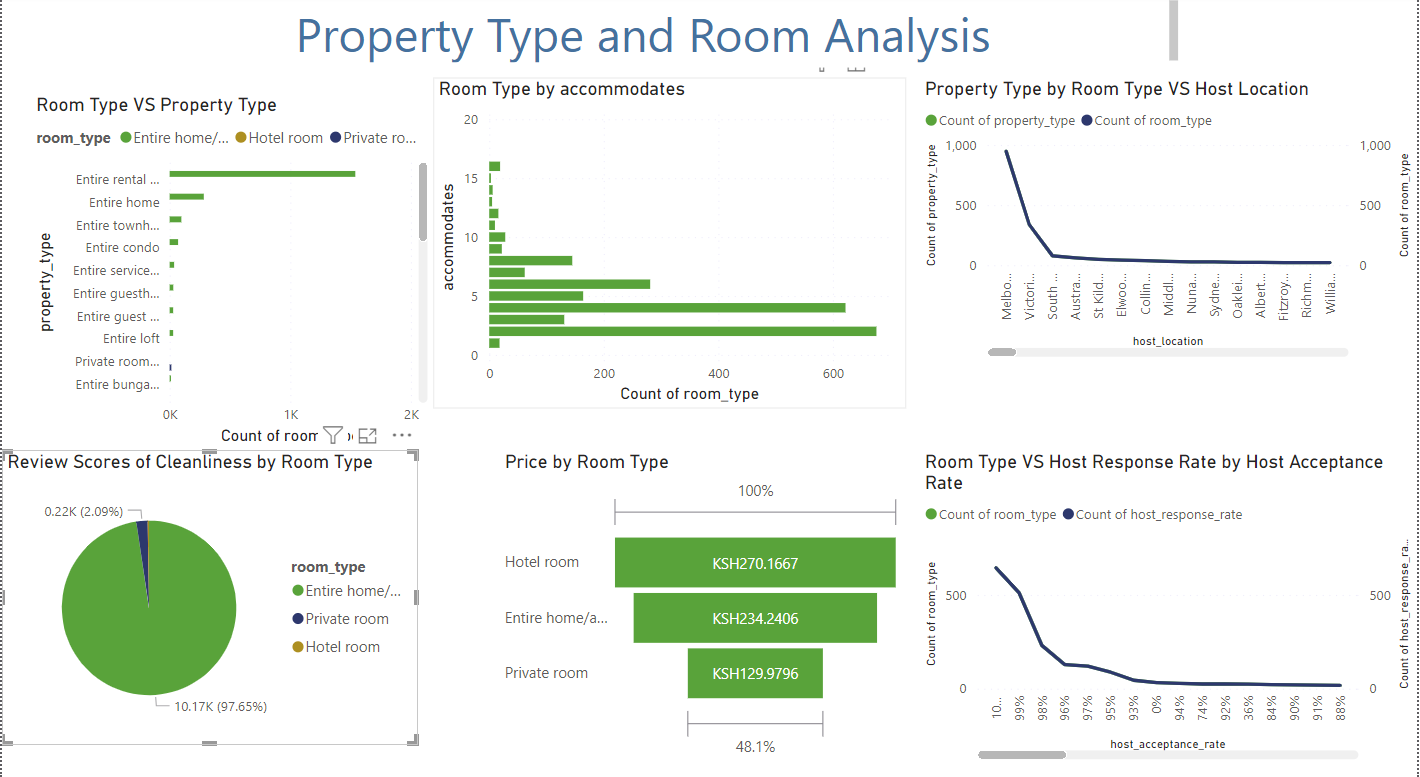 Property Type and Room Analysis
Room Type VS Property Type
room_type Entire home/... Hotel room Private ro...
property_type
Entire rental ...
Entire home
Entire townh...
Entire condo
Entire service...
Entire guesth...
Entire guest ...
Entire loft
Private room...
Entire bunga...
0K 1K 2K
Count of room
Room Type by accommodates
accommodates
20
15
10
5
0
0 200 400 600
Count of room_type
Property Type by Room Type VS Host Location
Count of property_type Count of room_type
Count of property_type
1,000
500
0
1,000
500
0
Count of room_type
Melbo...
Victori...
South ...
Austra...
St Kild...
Elwoo...
Collin...
Middl...
Nuna...
Sydne...
Oaklei...
Albert...
Fitzroy...
Richm...
Willia...
host_location
Review Scores of Cleanliness by Room Type
0.22K (2.09%)
10.17K (97.65%)
room_type
Entire home/...
Private room
Hotel room
Price by Room Type
100%
Hotel room KSH270.1667
Entire home/a... KSH234.2406
Private room KSH129.9796
48.1%
Room Type VS Host Response Rate by Host Acceptance
Rate
Count of room_type Count of host_response_rate
Count of room_type
500
0
500
0
Count of host_response_ra...
10...
99%
98%
96%
97%
95%
93%
0%
94%
74%
92%
36%
84%
90%
91%
88%
host_acceptance_rate